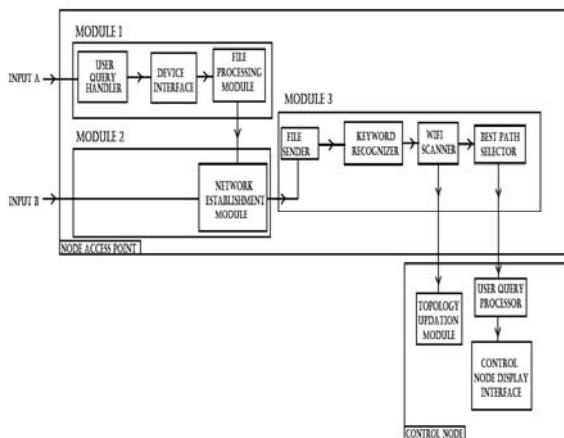 MODULE 1
INPUT A
USER
QUERY
HANDLER
DEVICE
INTERFACE
FILE
PROCESSING
MODULE
MODULE 2
INPUT B
NETWORK
ESTABLISHMENT
MODULE
NODE ACCESS POINT
MODULE 3
FILE
SENDER
KEYWORD
RECOGNIZER
WIFI
SCANNER
BEST PATH
SELECTOR
TOPOLOGY
UPDATION
MODULE
USER QUERY
PROCESSOR
CONTROL
NODE DISPLAY
INTERFACE
CONTROL NODE